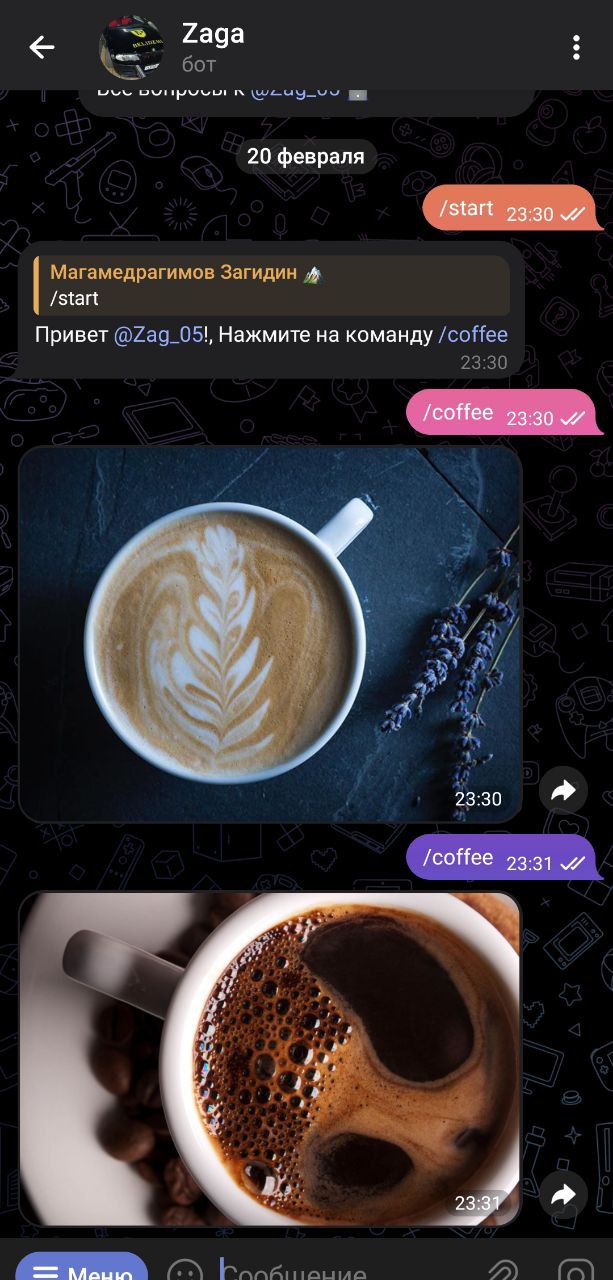 Zaga
бот
Все вопросы к @Zag_05
20 февраля
/start 23:30
Магамедрагимов Загидин
/start
Привет @Zag_05!, Нажмите на команду /coffee
23:30
/coffee 23:30
23:30
/coffee 23:31
23:31
Меню Сообщение